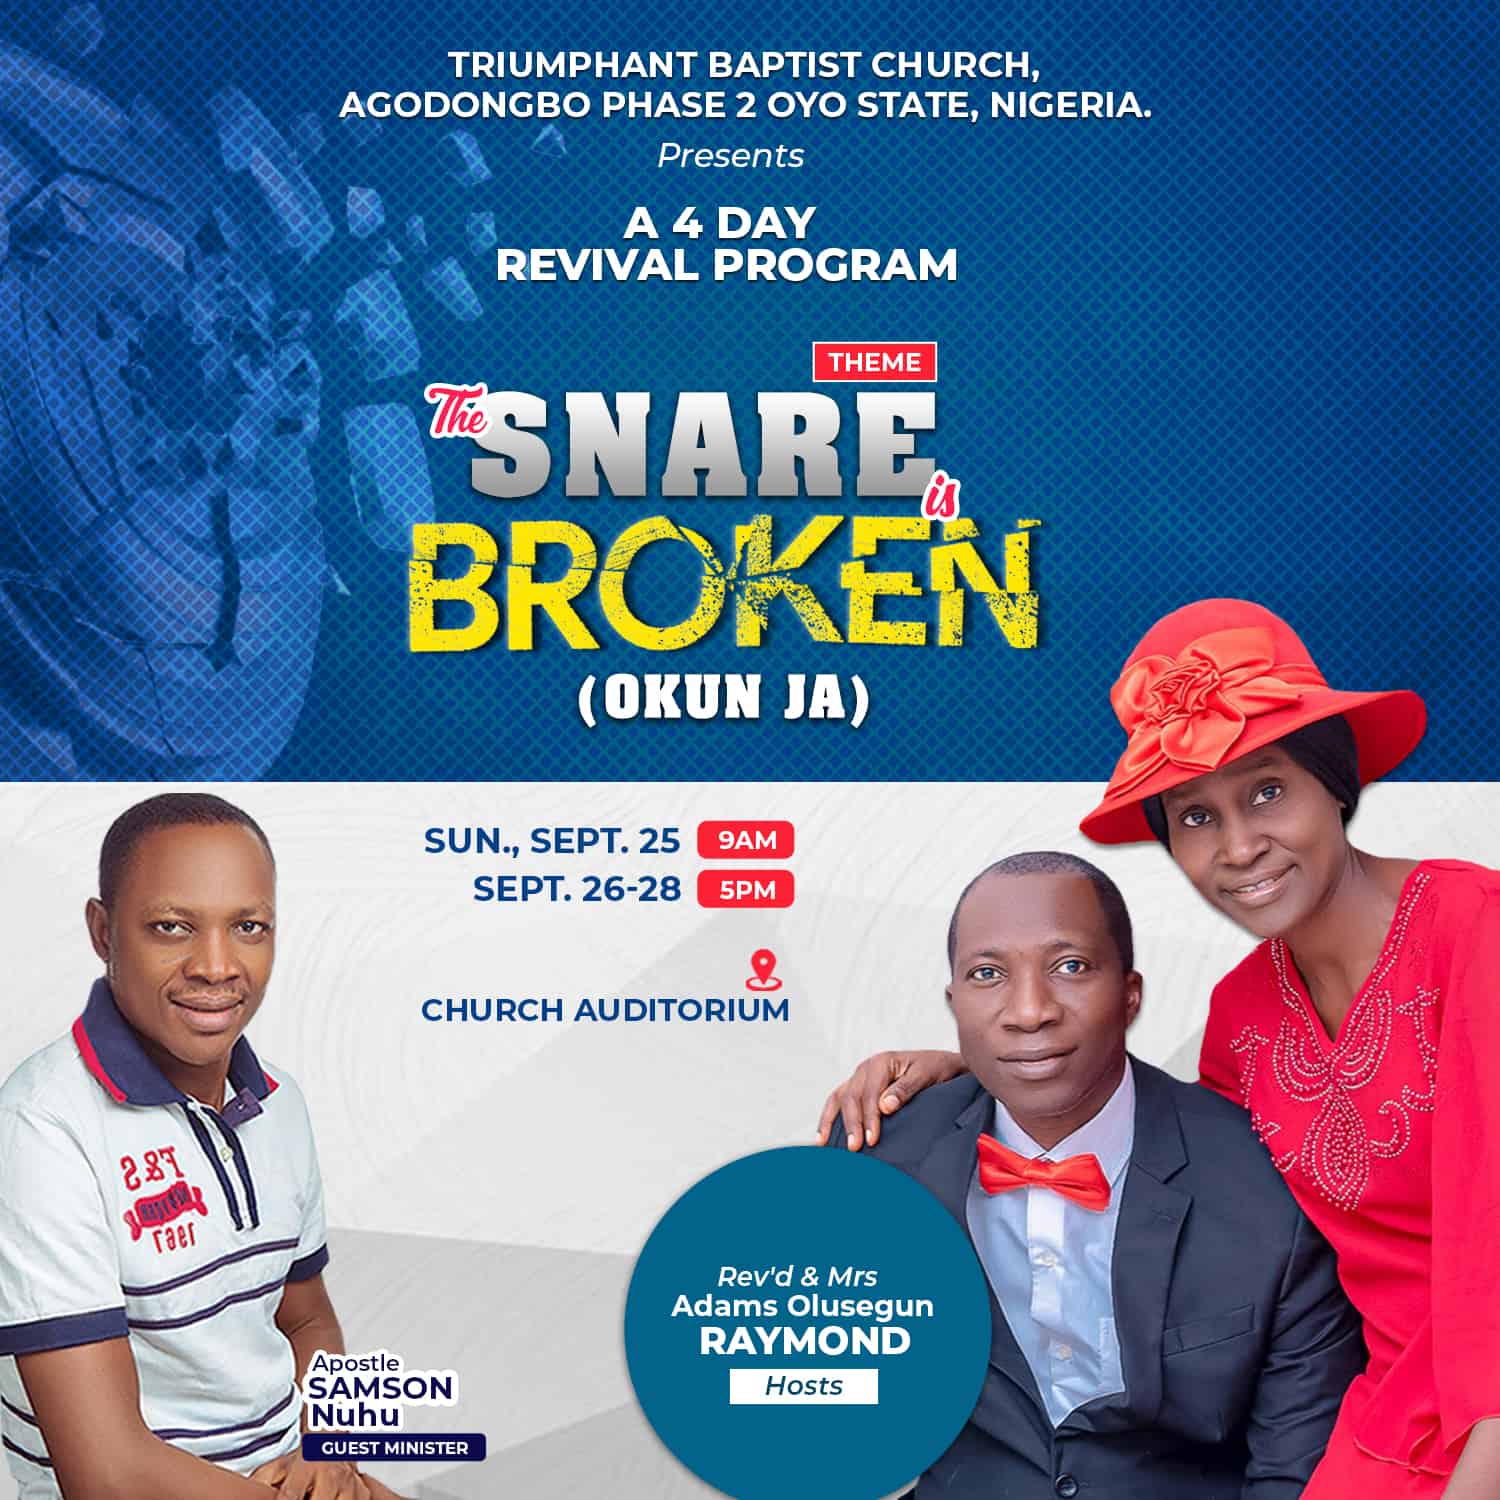 TRIUMPHANT BAPTIST CHURCH,
AGODONGBO PHASE 2 OYO STATE, NIGERIA.
Presents
A 4 DAY
REVIVAL PROGRAM
THEME
The SNARE is
BROKEN
(OKUN JA)
SUN., SEPT. 25 9AM
SEPT. 26-28 5PM
CHURCH AUDITORIUM
F&S
1987
Apostle
SAMSON
Nuhu
GUEST MINISTER
Rev'd & Mrs
Adams Olusegun
RAYMOND
Hosts